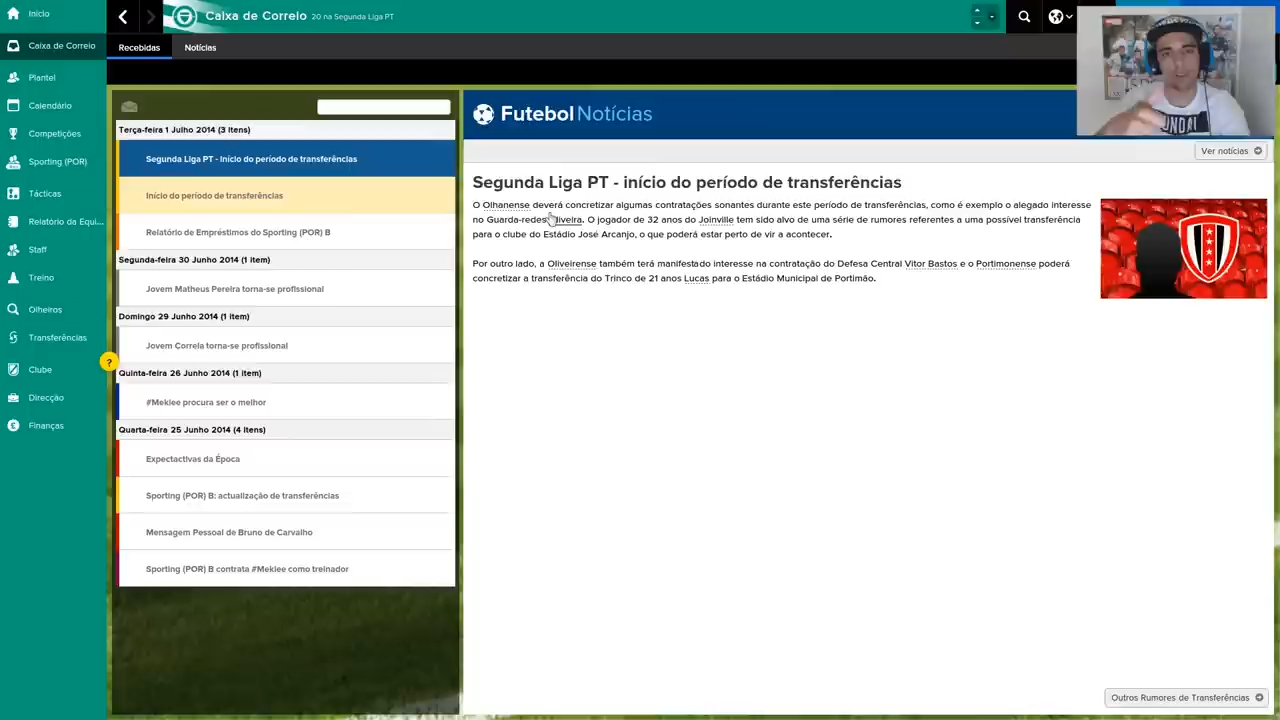 Início
Caixa de Correio
Plantel
Calendário
Competições
Sporting (POR)
Tácticas
Relatório da Equi...
Staff
Treino
Olheiros
Transferências
Clube
Direcção
Finanças
Caixa de Correio
20 na Segunda Liga PT
Recebidas
Notícias
Terça-feira 1 Julho 2014 (3 itens)
Segunda Liga PT - início do período de transferências
Início do período de transferências
Relatório de Empréstimos do Sporting (POR) B
Segunda-feira 30 Junho 2014 (1 item)
Jovem Matheus Pereira torna-se profissional
Domingo 29 Junho 2014 (1 item)
Jovem Correia torna-se profissional
?
Quinta-feira 26 Junho 2014 (1 item)
#Meklee procura ser o melhor
Quarta-feira 25 Junho 2014 (4 itens)
Expectactivas da Época
Sporting (POR) B: actualização de transferências
Mensagem Pessoal de Bruno de Carvalho
Sporting (POR) B contrata #Meklee como treinador
Futebol Notícias
Ver notícias
Segunda Liga PT - início do período de transferências
O Olhanense deverá concretizar algumas contratações sonantes durante este período de transferências, como é exemplo o alegado interesse
no Guarda-redes Oliveira. O jogador de 32 anos do Joinville tem sido alvo de uma série de rumores referentes a uma possível transferência
para o clube do Estádio José Arcanjo, o que poderá estar perto de vir a acontecer.
Por outro lado, a Oliveirense também terá manifestado interesse na contratação do Defesa Central Vítor Bastos e o Portimonense poderá
concretizar a transferência do Trinco de 21 anos Lucas para o Estádio Municipal de Portimão.
Outros Rumores de Transferências